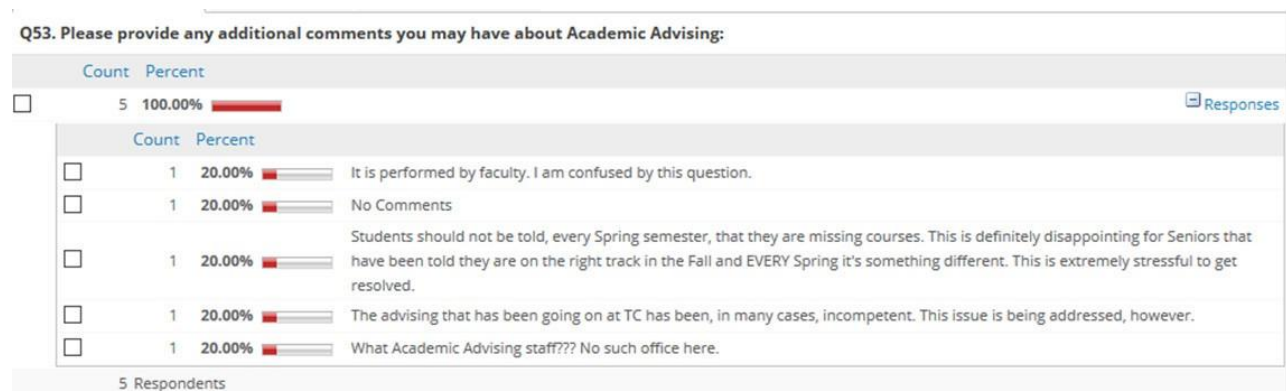 Q53. Please provide any additional comments you may have about Academic Advising:
Count Percent
5 100.00% Responses
Count Percent
1 20.00% It is performed by faculty. I am confused by this question.
1 20.00% No Comments
Students should not be told, every Spring semester, that they are missing courses. This is definitely disappointing for Seniors that
1 20.00% have been told they are on the right track in the Fall and EVERY Spring it's something different. This is extremely stressful to get
resolved.
1 20.00% The advising that has been going on at TC has been, in many cases, incompetent. This issue is being addressed, however.
1 20.00% What Academic Advising staff??? No such office here.
5 Respondents